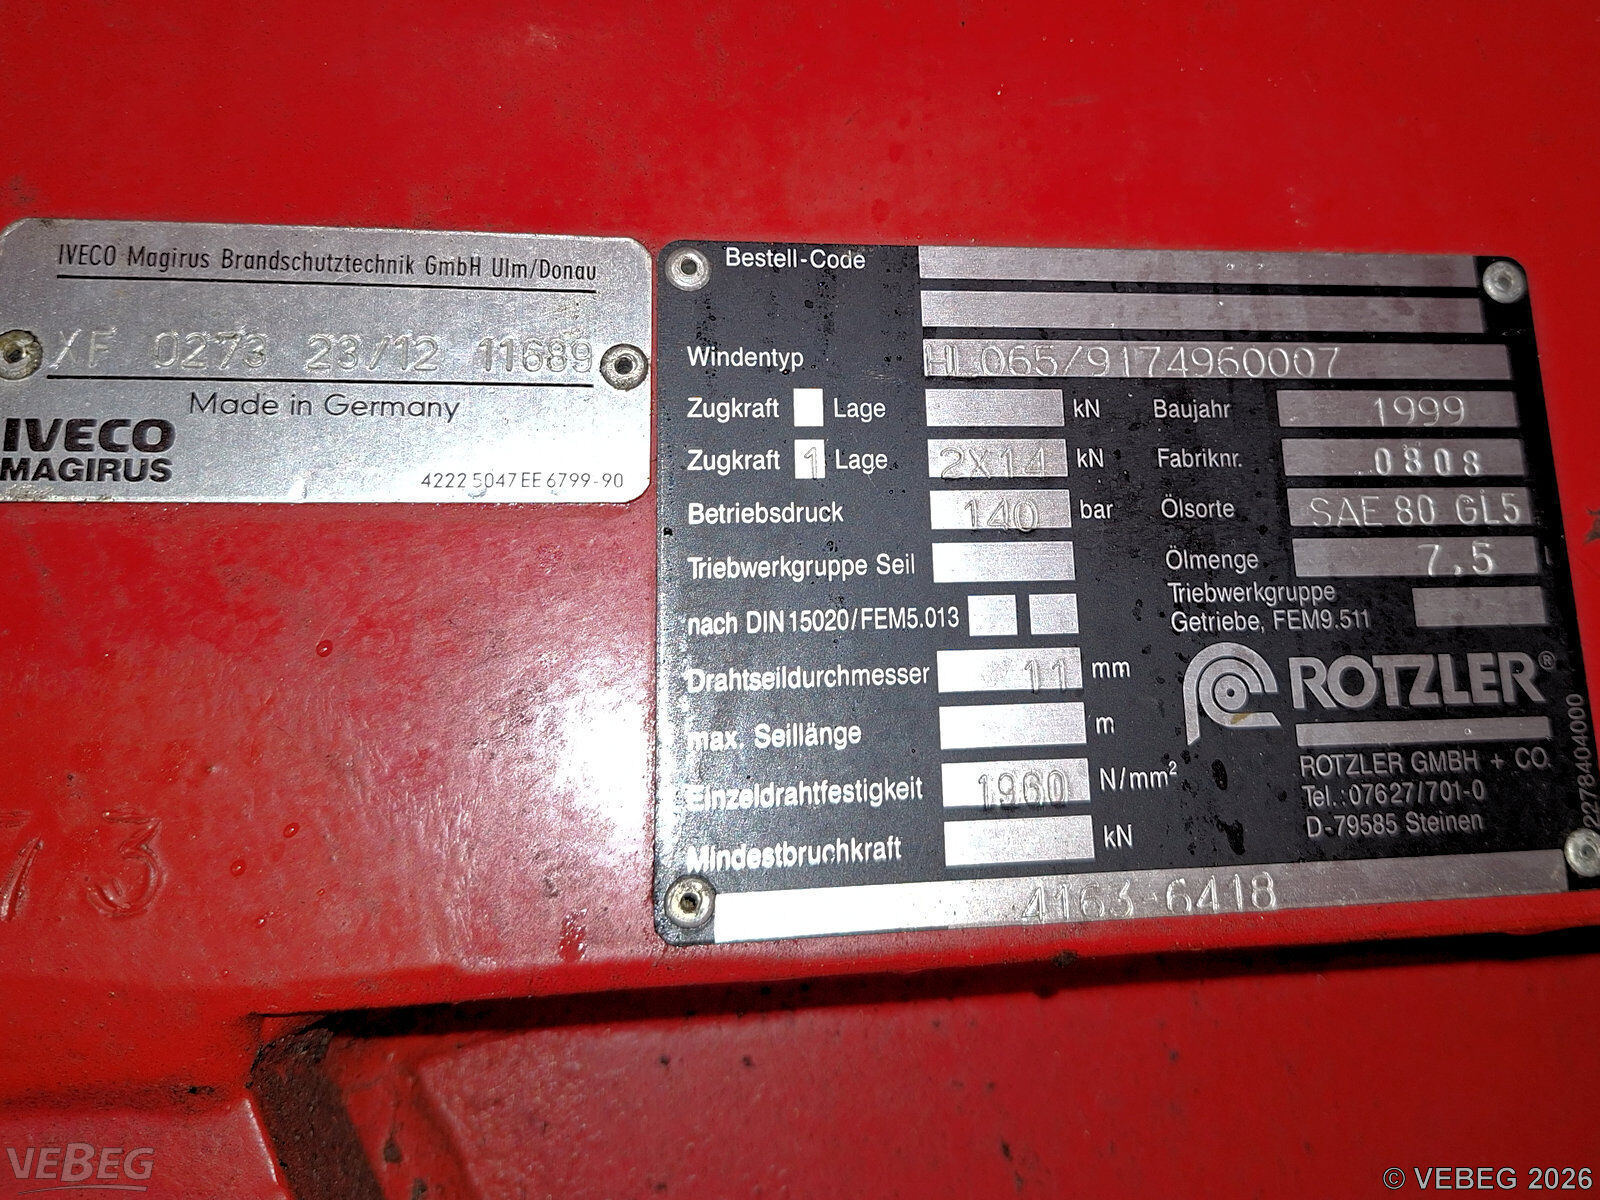 IVECO Magirus Brandschutztechnik GmbH Ulm/Donau
XF 0273 23/12 11689
Made in Germany
IVECO
MAGIRUS
4222 5047 EE 6799-90
Bestell-Code
Windentyp HL065/9174960007
Zugkraft Lage kN Baujahr 1999
Zugkraft 1 Lage 2X14 kN Fabriknr. 0808
Betriebsdruck 140 bar Ölsorte SAE 80 GL5
Triebwerkgruppe Seil Ölmenge 7,5 l
nach DIN 15020/FEM5.013 Triebwerkgruppe
Getriebe, FEM9.511
Drahtseildurchmesser 11 mm
ROTZLER®
max. Seillänge m
Einzeldrahtfestigkeit 1960 N/mm²
Mindestbruchkraft kN
ROTZLER GMBH + CO.
Tel.: 07627/701-0
D-79585 Steinen
2278404000
4163-6418
73
VEBEG
© VEBEG 2026